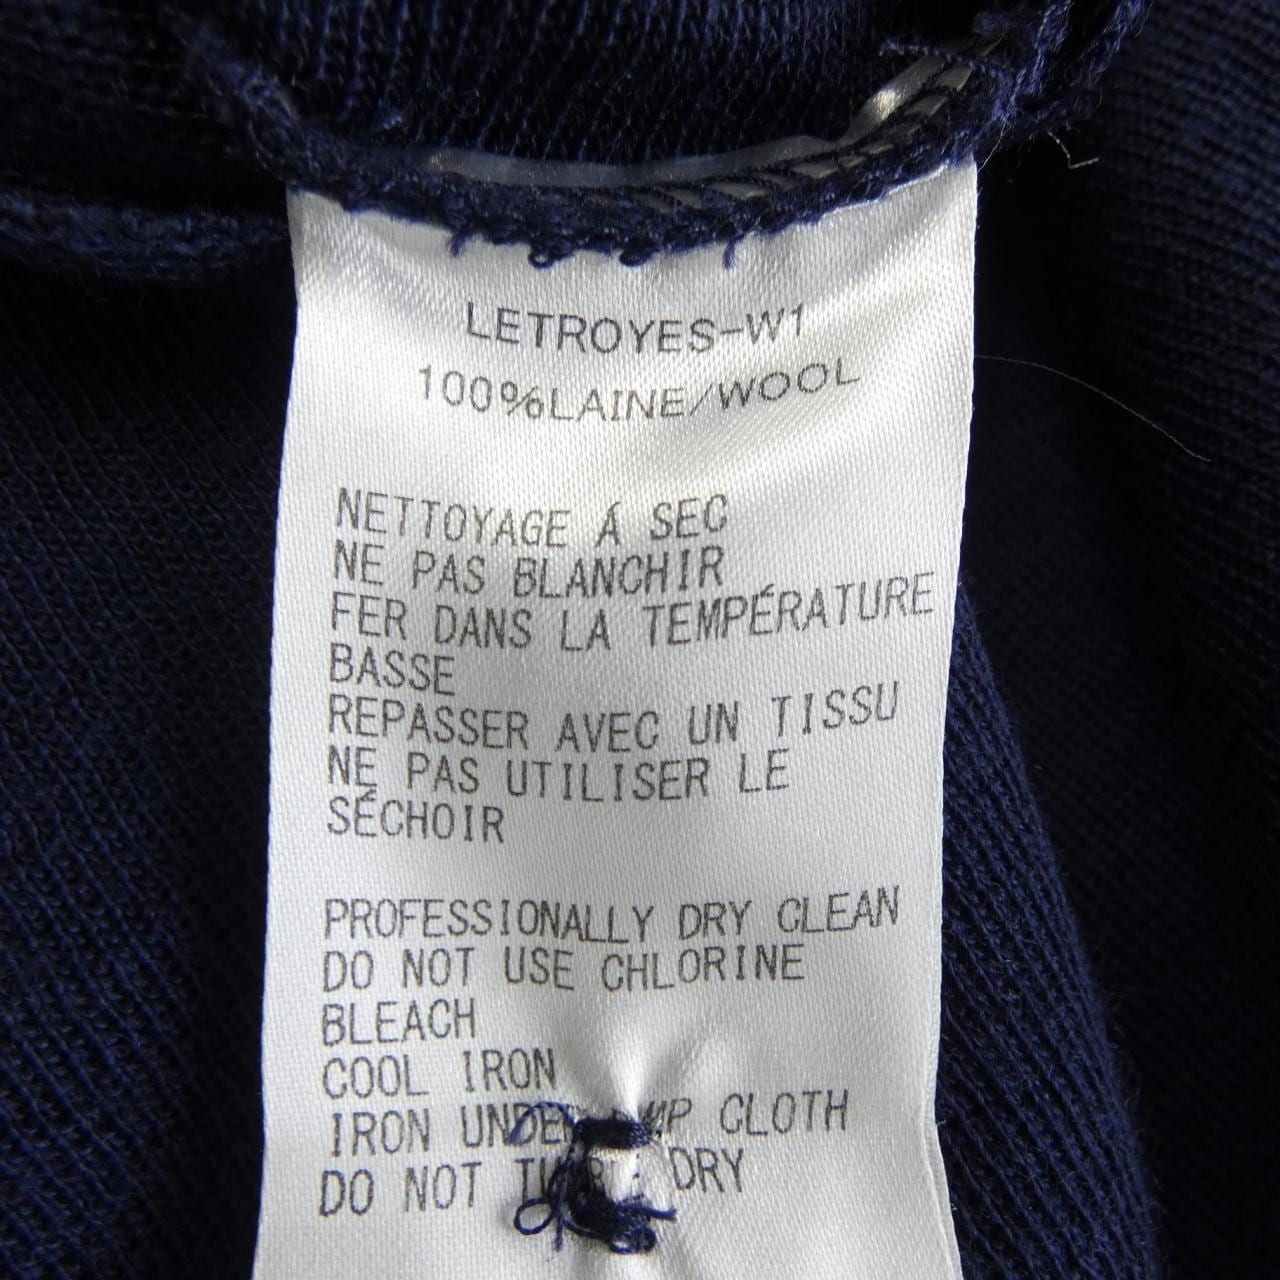 LETROYES-W1
100%LAINE/WOOL
NETTOYAGE Á SEC
NE PAS BLANCHIR
FER DANS LA TEMPÉRATURE
BASSE
REPASSER AVEC UN TISSU
NE PAS UTILISER LE
SÉCHOIR
PROFESSIONALLY DRY CLEAN
DO NOT USE CHLORINE
BLEACH
COOL IRON
IRON CLOTH
DO NOT DRY